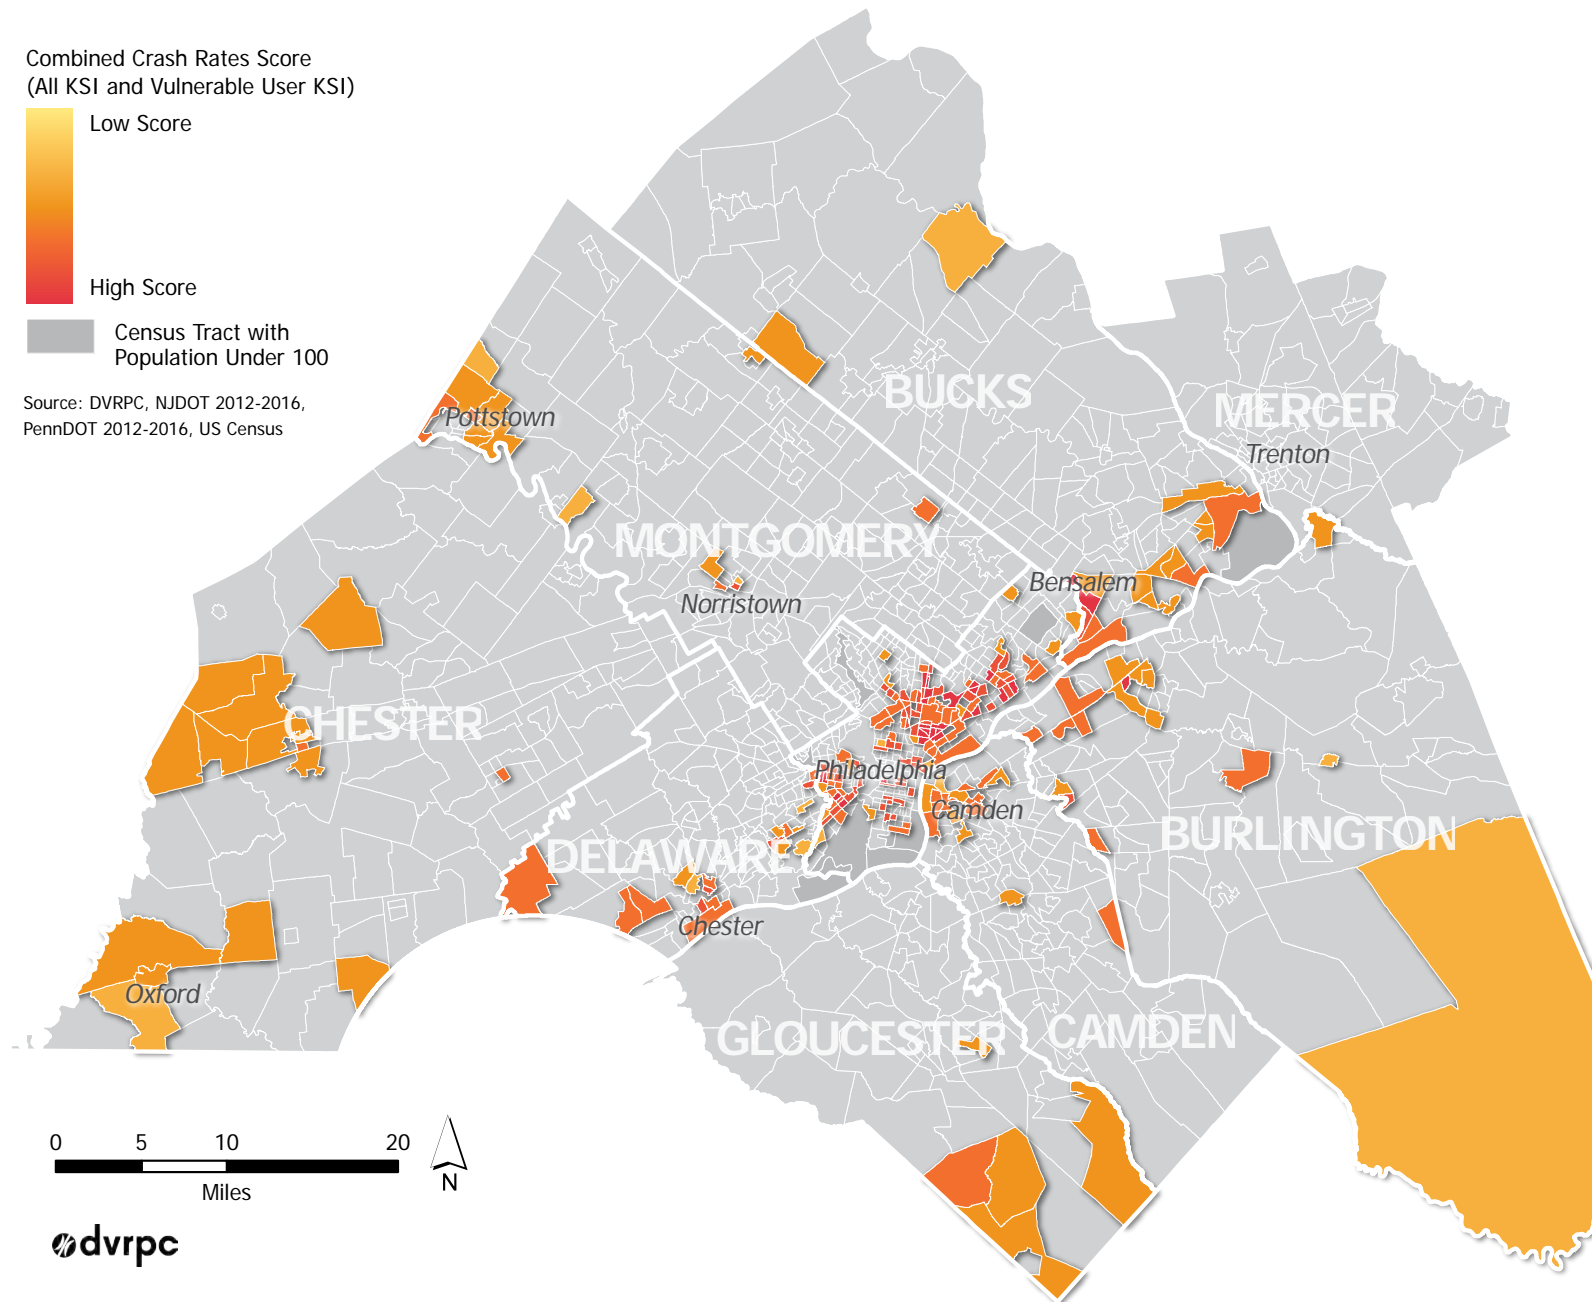 Combined Crash Rates Score
(All KSI and Vulnerable User KSI)
Low Score
High Score
Census Tract with
Population Under 100
Source: DVRPC, NJDOT 2012-2016,
PennDOT 2012-2016, US Census
BUCKS
MERCER
Pottstown
Trenton
MONTGOMERY
Bensalem
Norristown
CHESTER
Philadelphia
Camden
BURLINGTON
DELAWARE
Chester
Oxford
GLOUCESTER
CAMDEN
0 5 10 20
Miles
N
dvrpc